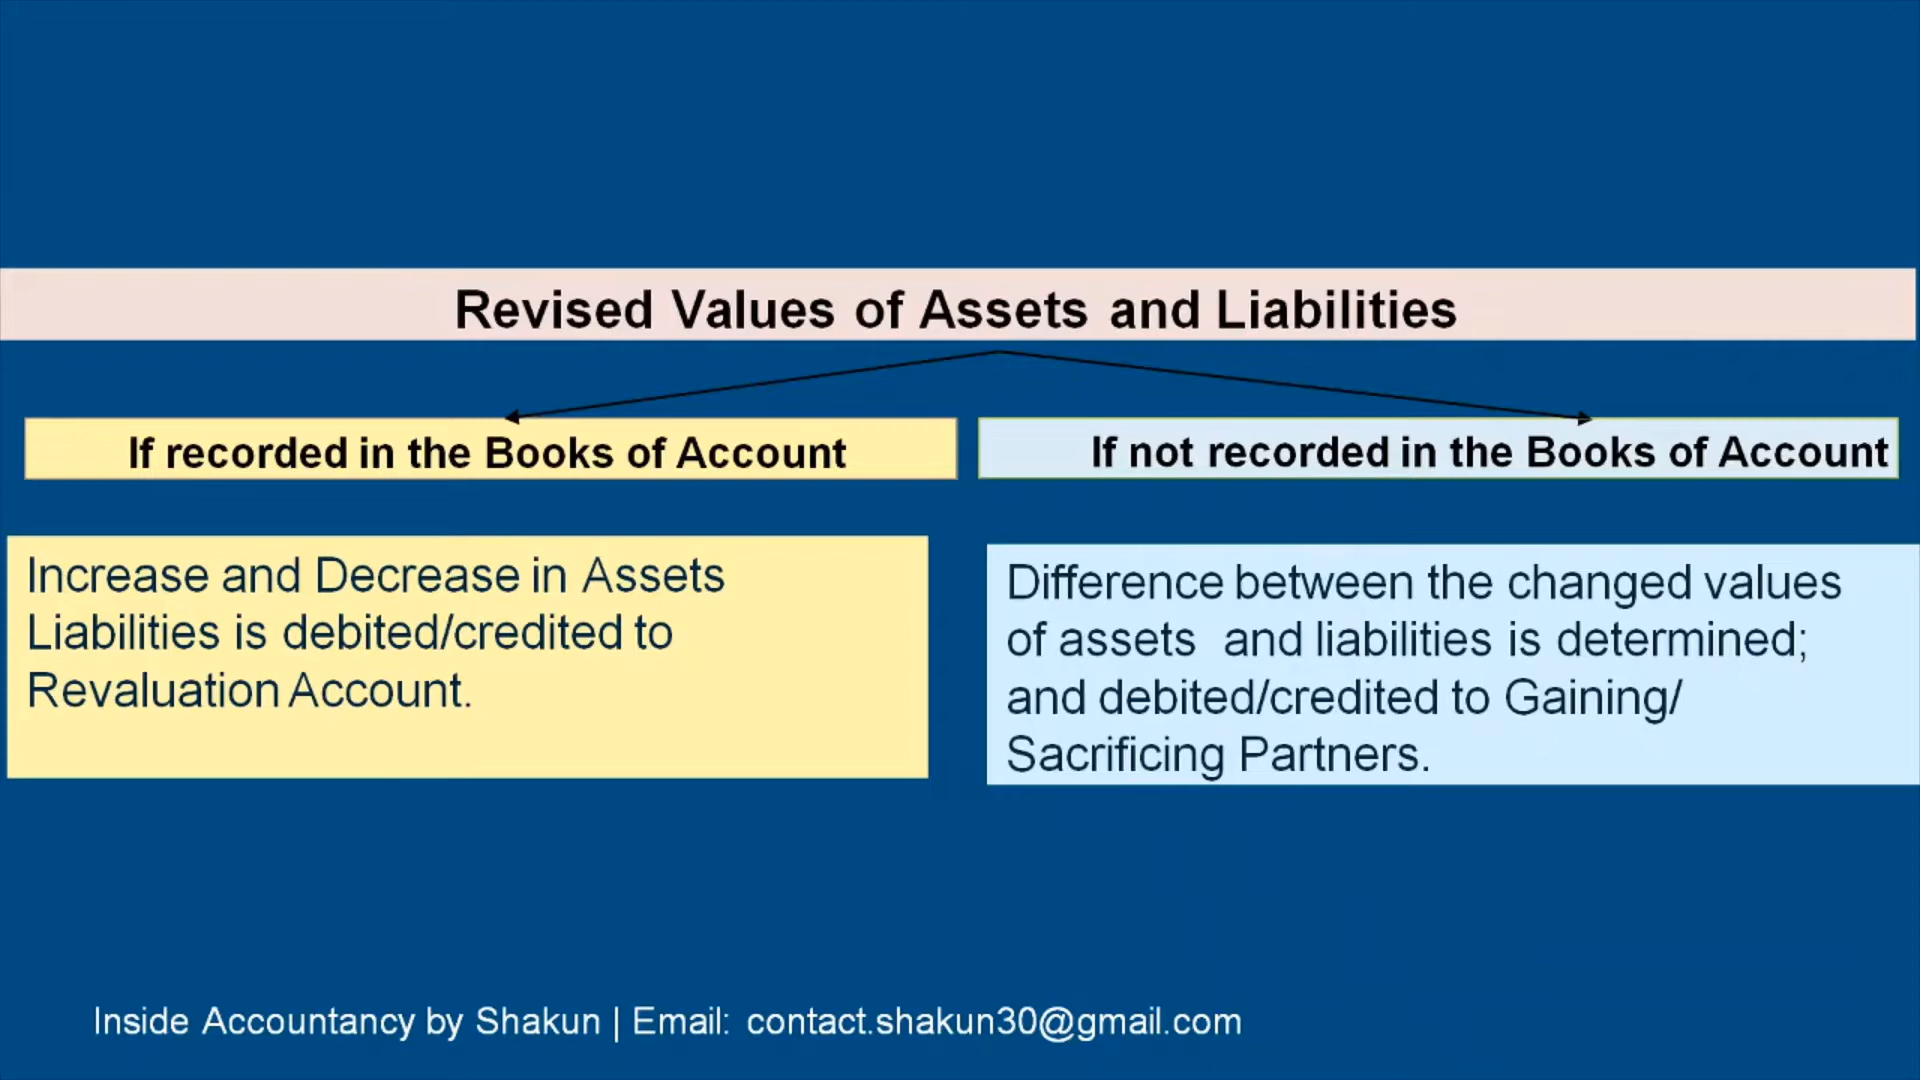 Revised Values of Assets and Liabilities
If recorded in the Books of Account
If not recorded in the Books of Account
Increase and Decrease in Assets
Liabilities is debited/credited to
Revaluation Account.
Difference between the changed values
of assets and liabilities is determined;
and debited/credited to Gaining/
Sacrificing Partners.
Inside Accountancy by Shakun | Email: contact.shakun30@gmail.com